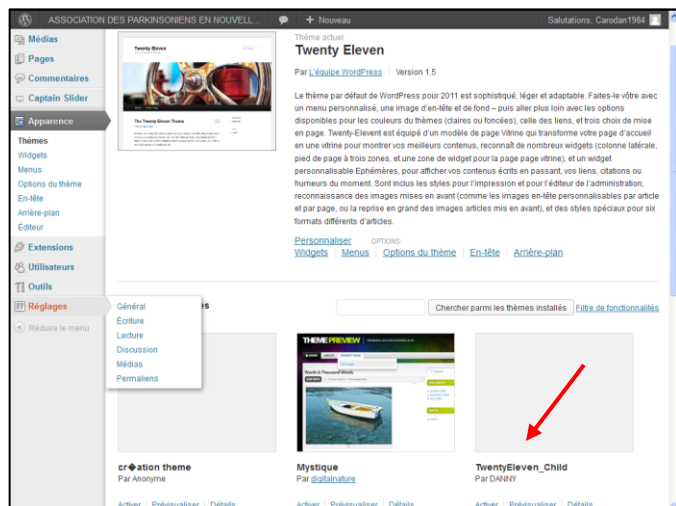 ASSOCIATION DES PARKINSONIENS EN NOUVELL... + Nouveau Salutations, Carodan1984
Médias
Pages
Commentaires
Captain Slider
Apparence
Thèmes
Widgets
Menus
Options du thème
En-tête
Arrière-plan
Éditeur
Extensions
Utilisateurs
Outils
Réglages
Réduire le menu
Général
Écriture
Lecture
Discussion
Médias
Permaliens
Twenty Eleven
The Twenty Eleven Theme
Thème actuel
Twenty Eleven
Par L'équipe WordPress | Version 1.5
Le thème par défaut de WordPress pour 2011 est sophistiqué, léger et adaptable. Faites-le vôtre avec
un menu personnalisé, une image d'en-tête et de fond – puis aller plus loin avec les options
disponibles pour les couleurs du thèmes (claires ou foncées), celle des liens, et trois choix de mise
en page. Twenty-Elevent est équipé d'un modèle de page Vitrine qui transforme votre page d'accueil
en une vitrine pour montrer vos meilleurs contenus, reconnaît de nombreux widgets (colonne latérale,
pied de page à trois zones, et une zone de widget pour la page page vitrine), et un widget
personnalisable Ephémères, pour afficher vos contenus écrits en passant, vos liens, citations ou
humeurs du moment. Sont inclus les styles pour l'impression et pour l'éditeur de l'administration,
reconnaissance des images mises en avant (comme les images en-tête personnalisables par article
et par page, ou la reprise en grand des images articles mis en avant), et des styles spéciaux pour six
formats différents d'articles.
Personnaliser OPTIONS:
Widgets | Menus | Options du thème | En-tête | Arrière-plan
es
Chercher parmi les thèmes installés Filtre de fonctionnalités
THEME PREVIEW
Worth A Thousand Words
cr�ation theme
Par Anonyme
Activer | Prévisualiser | Détails
Mystique
Par digitalnature
Activer | Prévisualiser | Détails
TwentyEleven_Child
Par DANNY
Activer | Prévisualiser | Détails